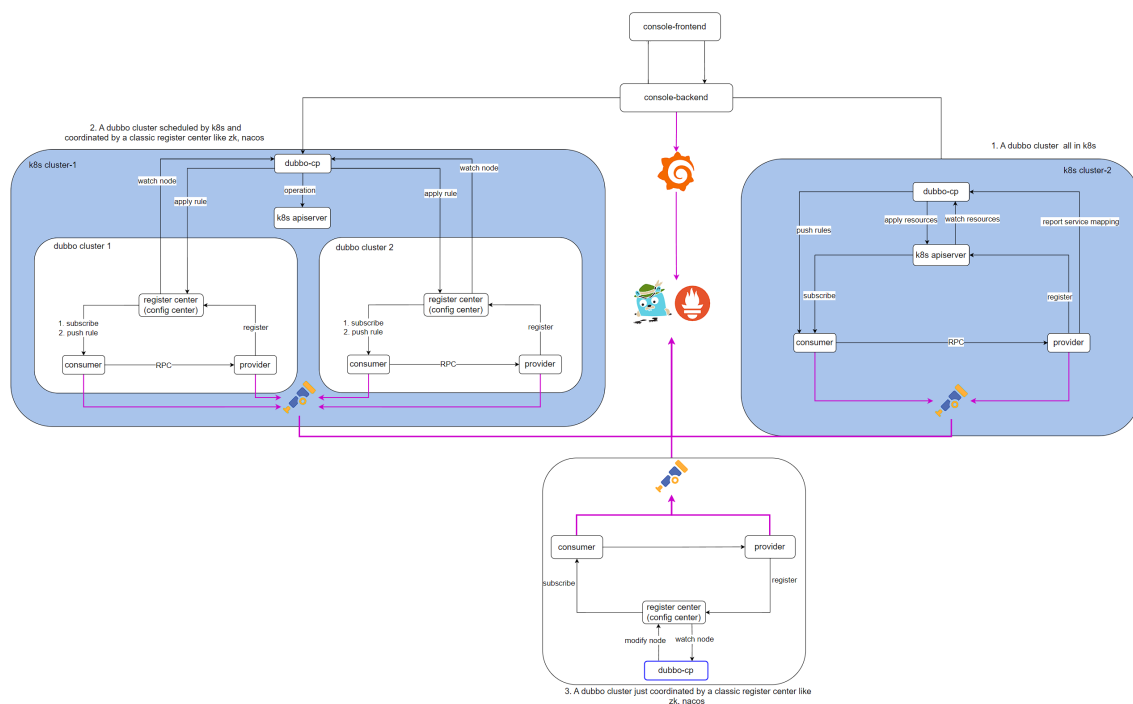 console-frontend
console-backend
2. A dubbo cluster scheduled by k8s and
coordinated by a classic register center like zk, nacos
k8s cluster-1
dubbo-cp
watch node
watch node
apply rule
operation
apply rule
k8s apiserver
dubbo cluster 1
register center
(config center)
1. subscribe
2. push rule
register
consumer
RPC
provider
dubbo cluster 2
register center
(config center)
1. subscribe
2. push rule
register
consumer
RPC
provider
1. A dubbo cluster all in k8s
k8s cluster-2
dubbo-cp
push rules
apply resources
watch resources
report service mapping
k8s apiserver
subscribe
register
consumer
RPC
provider
consumer
provider
subscribe
register
register center
(config center)
modify node
watch node
dubbo-cp
3. A dubbo cluster just coordinated by a classic register center like
zk, nacos